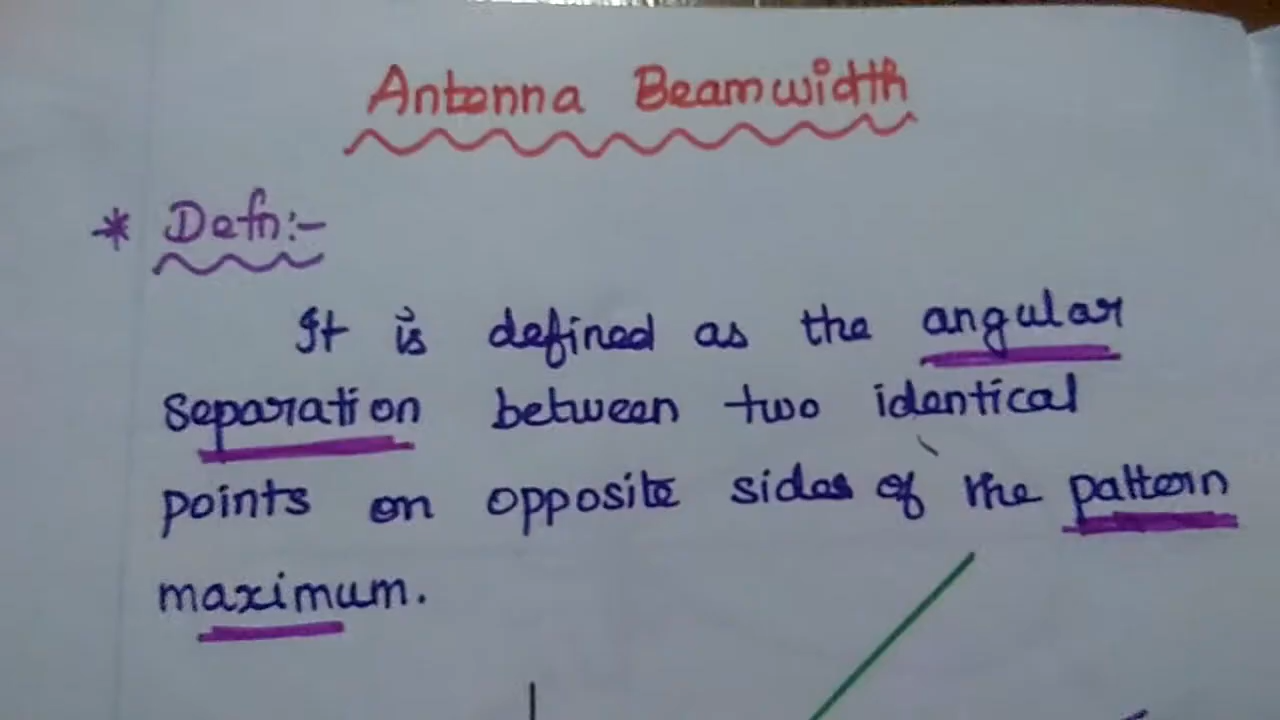 Antenna Beamwidth
* Defn:-
It is defined as the angular
separation between two identical
points on opposite sides of the pattern
maximum.